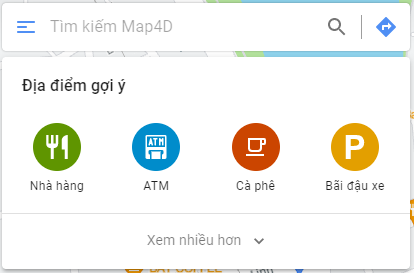 Tìm kiếm Map4D
Địa điểm gợi ý
ATM
P
Nhà hàng
ATM
Cà phê
Bãi đậu xe
Xem nhiều hơn